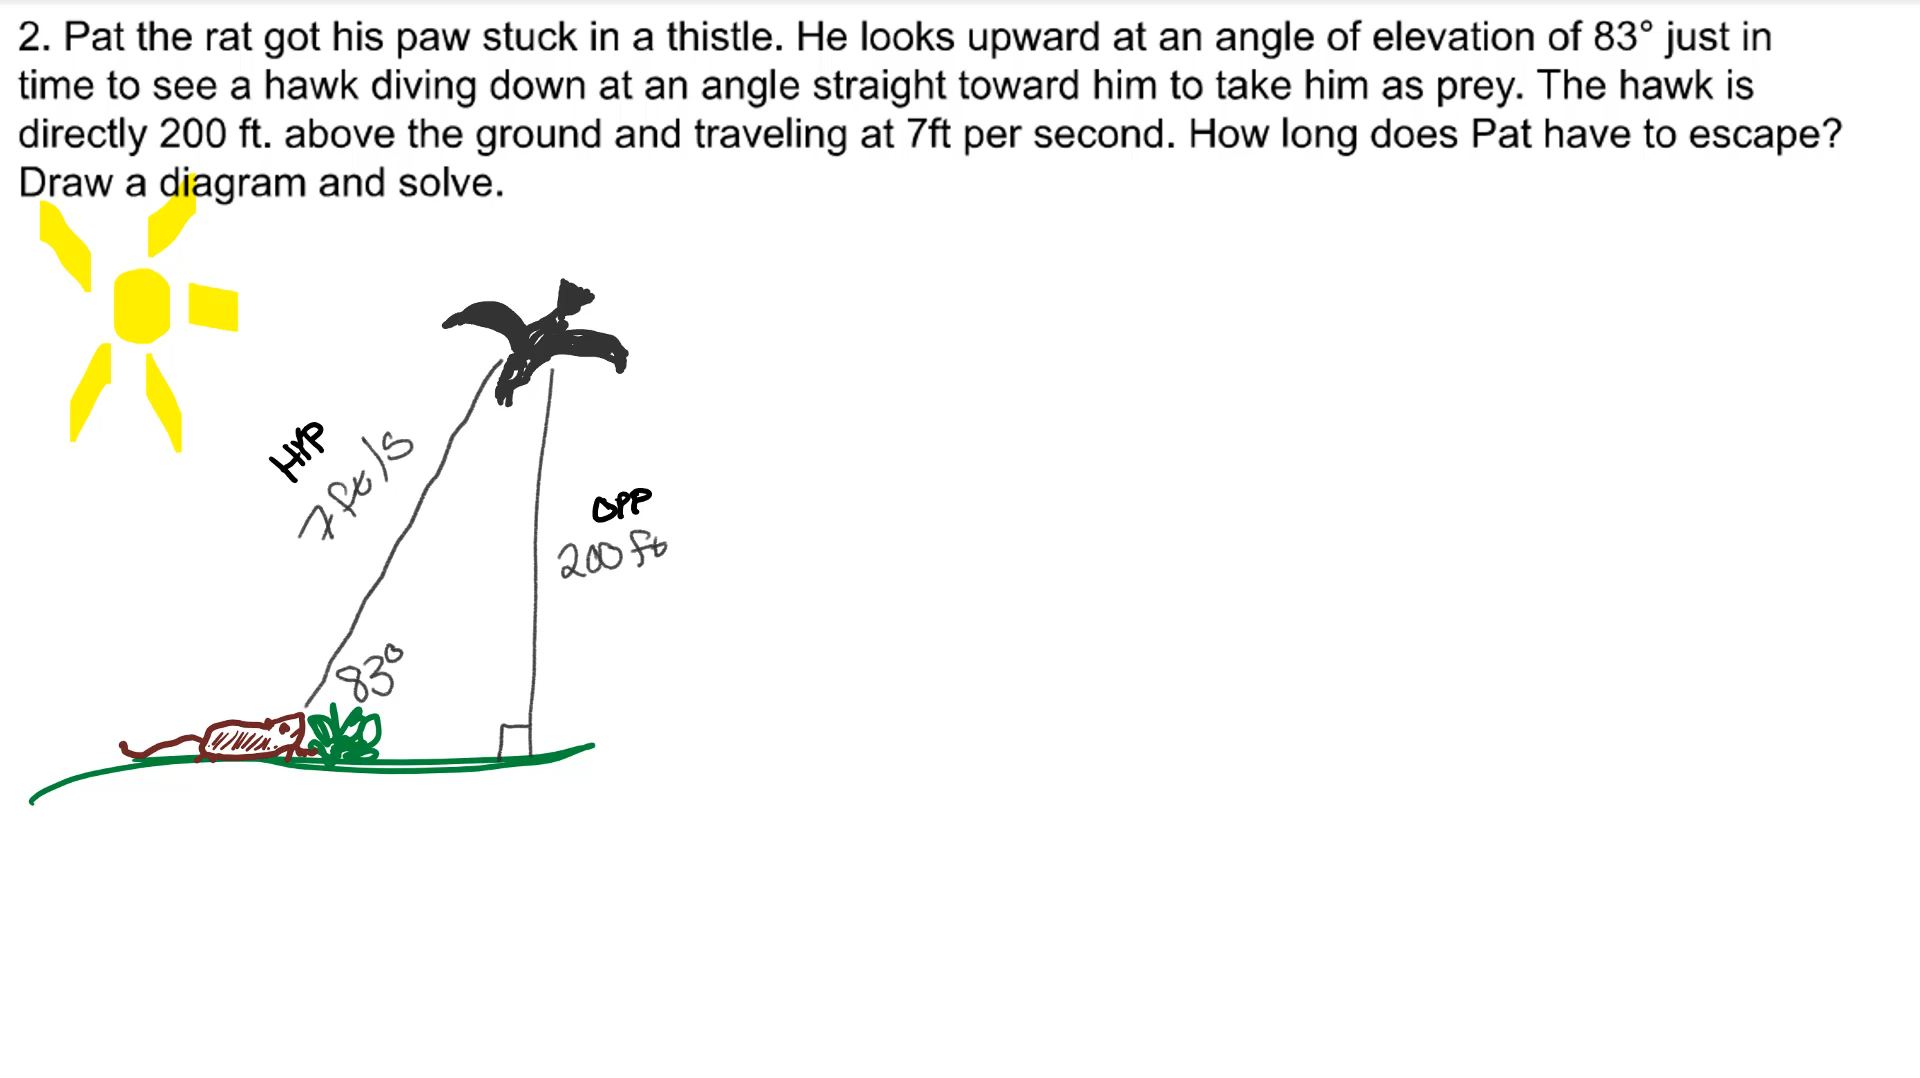 2. Pat the rat got his paw stuck in a thistle. He looks upward at an angle of elevation of 83° just in
time to see a hawk diving down at an angle straight toward him to take him as prey. The hawk is
directly 200 ft. above the ground and traveling at 7ft per second. How long does Pat have to escape?
Draw a diagram and solve.
HYP
7 ft/s
OPP
200 ft
83°